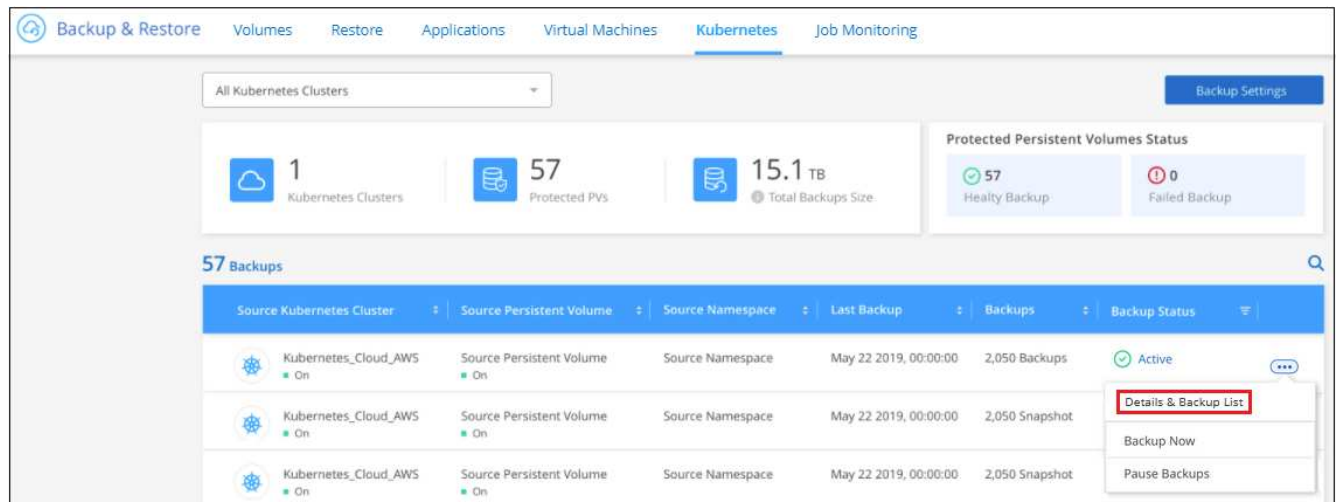 Backup & Restore Volumes Restore Applications Virtual Machines Kubernetes Job Monitoring
All Kubernetes Clusters
Backup Settings
Protected Persistent Volumes Status
1
Kubernetes Clusters
57
Protected PVs
15.1 TB
Total Backups Size
57
Healty Backup
0
Failed Backup
57 Backups
Source Kubernetes Cluster Source Persistent Volume Source Namespace Last Backup Backups Backup Status
Kubernetes_Cloud_AWS Source Persistent Volume Source Namespace May 22 2019, 00:00:00 2,050 Backups Active
On On
Details & Backup List
Kubernetes_Cloud_AWS Source Persistent Volume Source Namespace May 22 2019, 00:00:00 2,050 Snapshot
On On
Backup Now
Kubernetes_Cloud_AWS Source Persistent Volume Source Namespace May 22 2019, 00:00:00 2,050 Snapshot
On On
Pause Backups